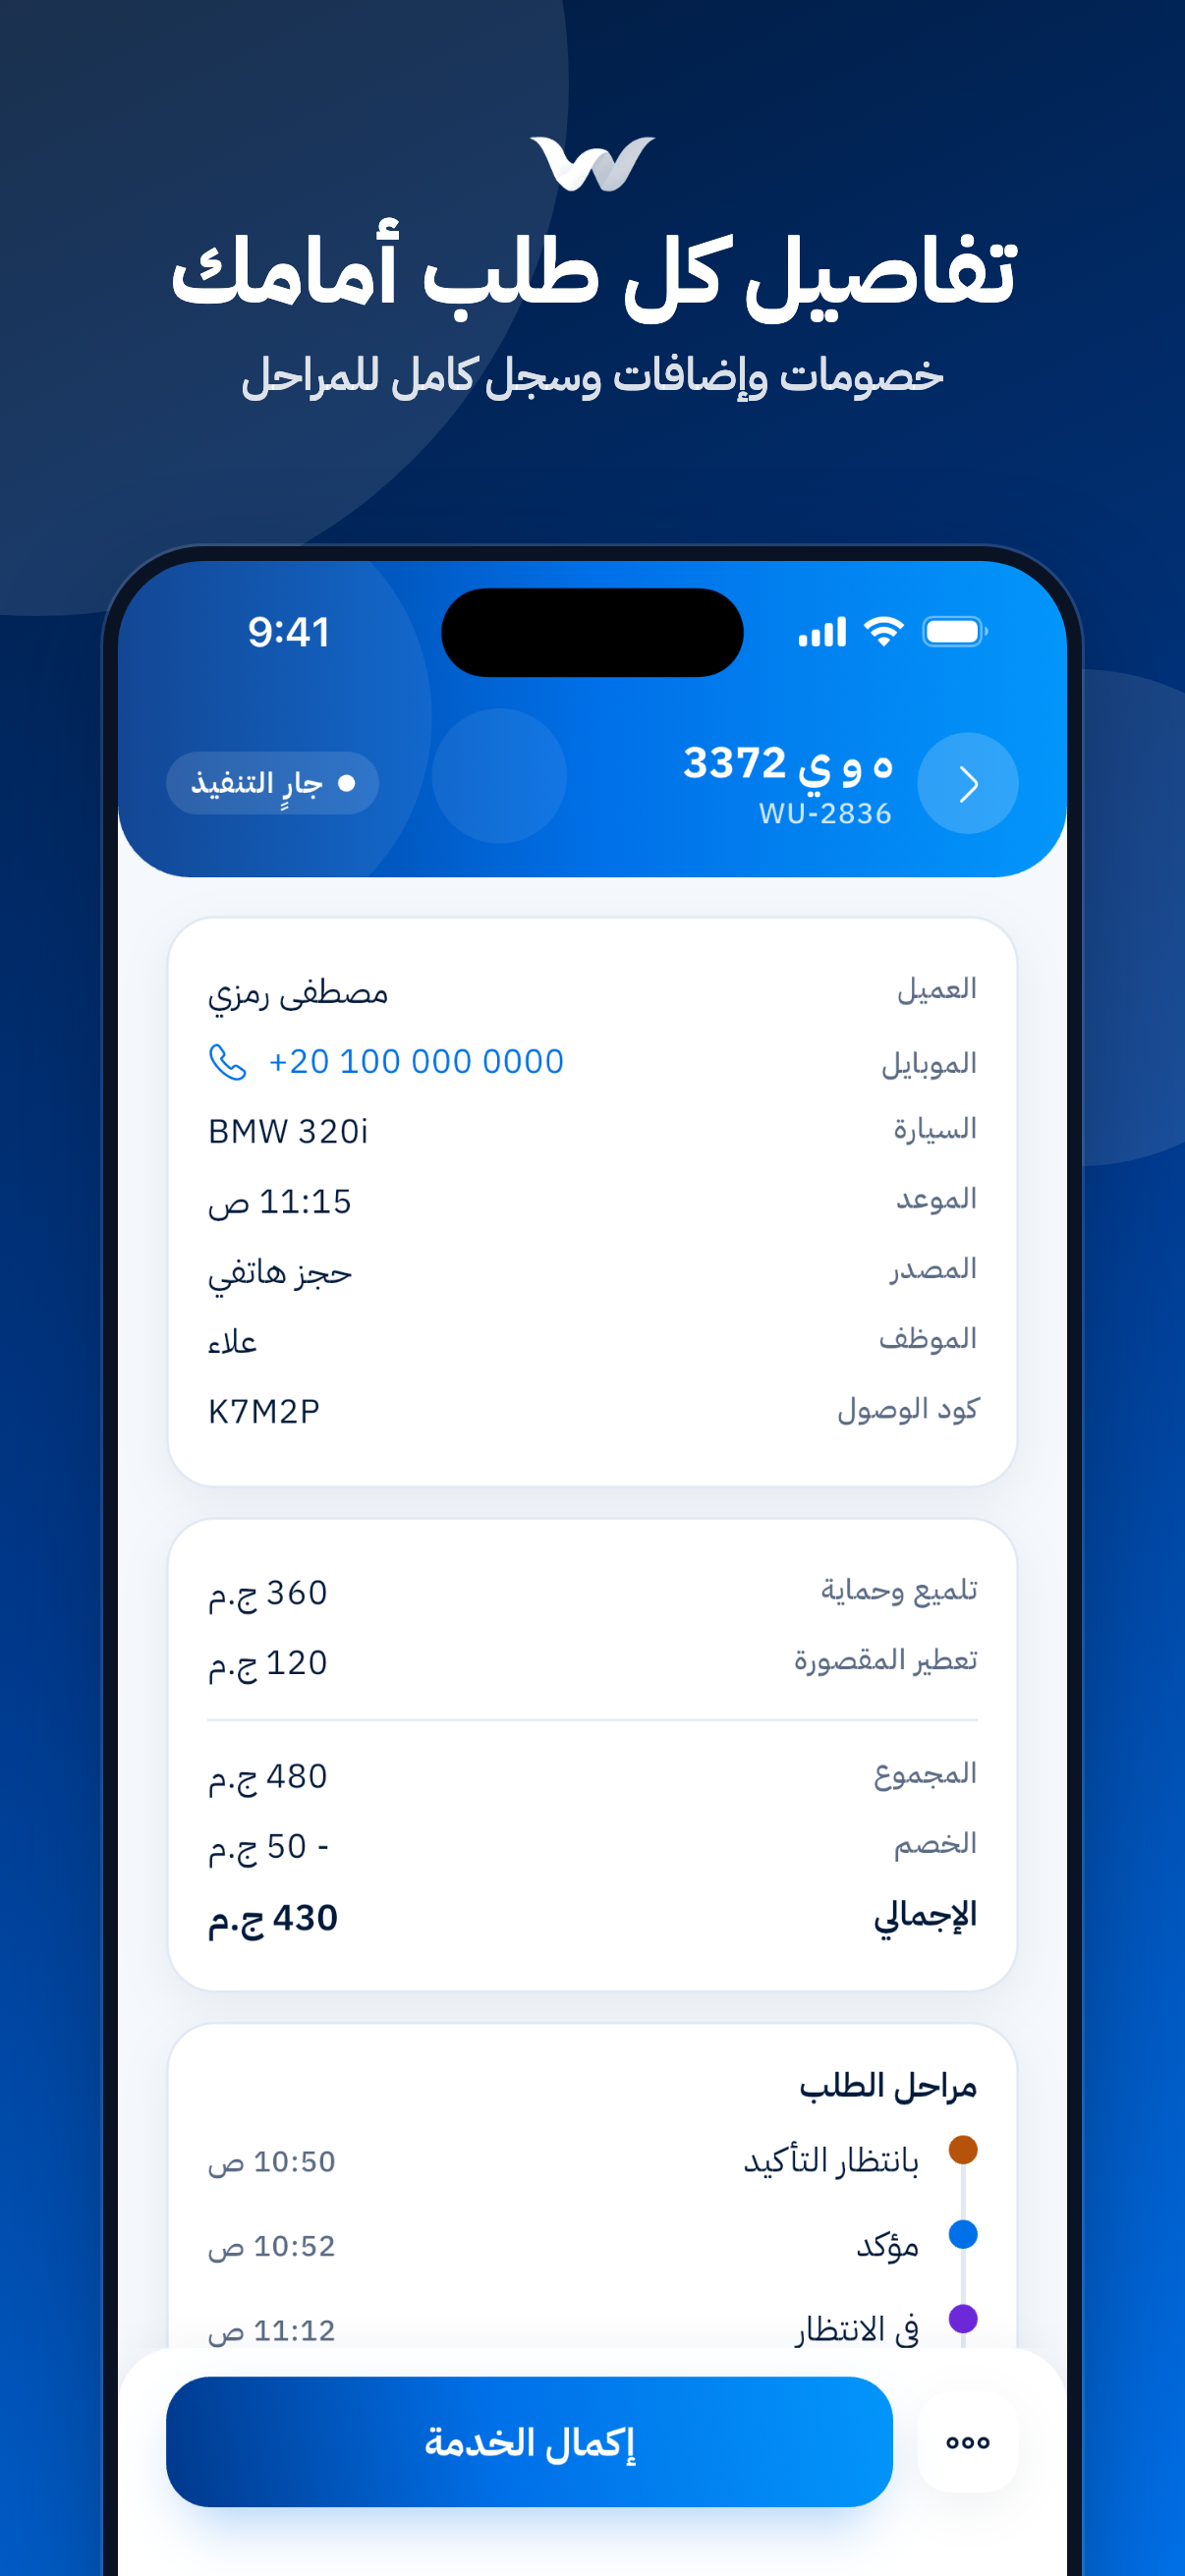 تفاصيل كل طلب أمامك
خصومات وإضافات وسجل كامل للمراحل
9:41
ه و ي 3372
WU-2836
جارٍ التنفيذ
العميل مصطفى رمزي
الموبايل +20 100 000 0000
السيارة BMW 320i
الموعد 11:15 ص
المصدر حجز هاتفي
الموظف علاء
كود الوصول K7M2P
تلميع وحماية 360 ج.م
تعطير المقصورة 120 ج.م
المجموع 480 ج.م
الخصم - 50 ج.م
الإجمالي 430 ج.م
مراحل الطلب
بانتظار التأكيد 10:50 ص
مؤكد 10:52 ص
في الانتظار 11:12 ص
إكمال الخدمة